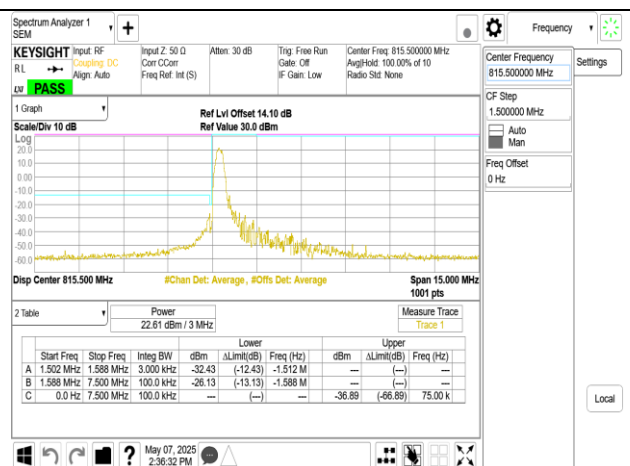 Spectrum Analyzer 1
SEM
+
Frequency
KEYSIGHT
Input: RF
Coupling: DC
Align: Auto
Input Z: 50 Ω
Corr CCorr
Freq Ref: Int (S)
Atten: 30 dB
Trig: Free Run
Gate: Off
IF Gain: Low
Center Freq: 815.500000 MHz
Avg|Hold: 100.00% of 10
Radio Std: None
RL
LXI
PASS
Center Frequency
815.500000 MHz
Settings
CF Step
1.500000 MHz
Auto
Man
Freq Offset
0 Hz
Local
1 Graph
Scale/Div 10 dB
Ref Lvl Offset 14.10 dB
Ref Value 30.0 dBm
Log
20.0
10.0
0.00
-10.0
-20.0
-30.0
-40.0
-50.0
-60.0
Disp Center 815.500 MHz
#Chan Det: Average, #Offs Det: Average
Span 15.000 MHz
1001 pts
2 Table
Power
22.61 dBm / 3 MHz
Measure Trace
Trace 1
Lower Upper
Start Freq Stop Freq Integ BW dBm ΔLimit(dB) Freq (Hz) dBm ΔLimit(dB) Freq (Hz)
A 1.502 MHz 1.588 MHz 3.000 kHz -32.43 (-12.43) -1.512 M --- (---) ---
B 1.588 MHz 7.500 MHz 100.0 kHz -26.13 (-13.13) -1.588 M --- (---) ---
C 0.0 Hz 7.500 MHz 100.0 kHz --- (---) --- -36.89 (-66.89) 75.00 k
?
May 07, 2025
2:36:32 PM